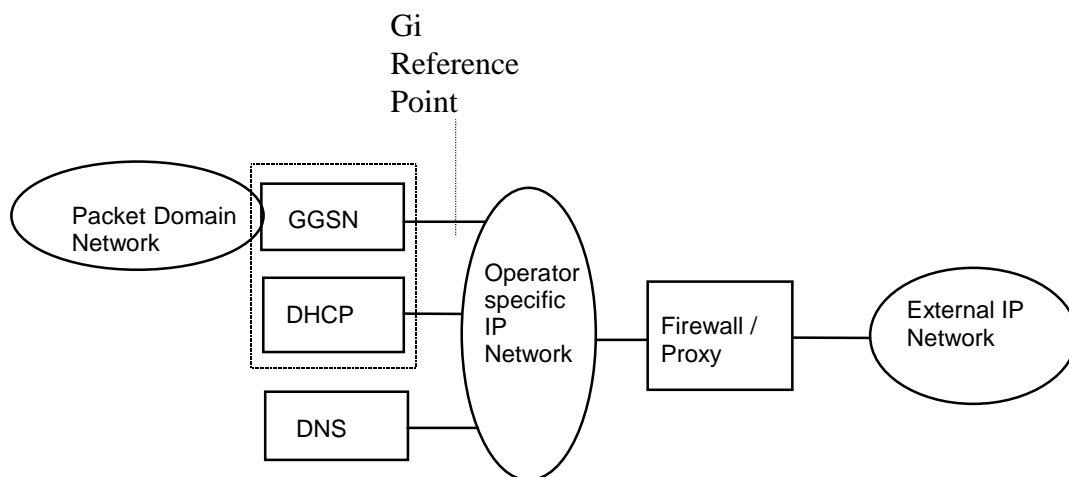 Gi
Reference
Point
Packet Domain
Network
GGSN
DHCP
DNS
Operator
specific
IP
Network
Firewall /
Proxy
External IP
Network